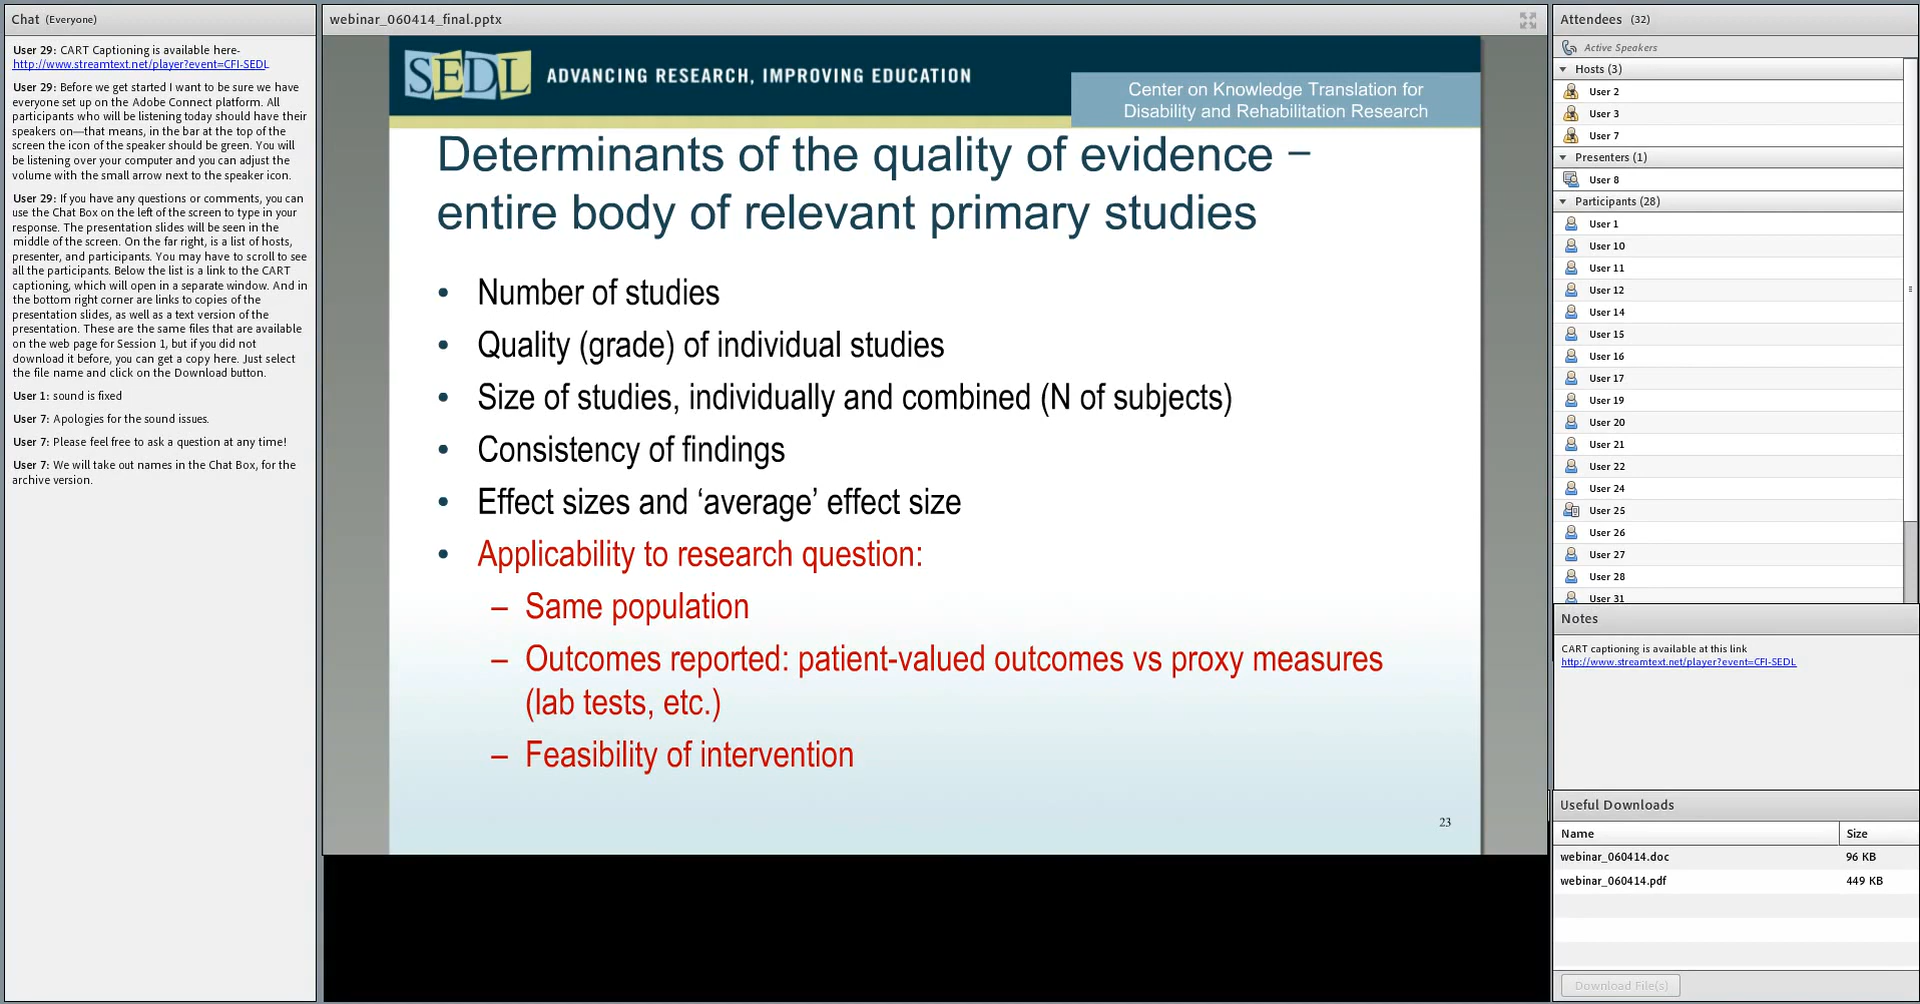 Chat (Everyone)
User 29: CART Captioning is available here-
http://www.streamtext.net/player?event=CFI-SEDL
User 29: Before we get started I want to be sure we have
everyone set up on the Adobe Connect platform. All
participants who will be listening today should have their
speakers on—that means, in the bar at the top of the
screen the icon of the speaker should be green. You will
be listening over your computer and you can adjust the
volume with the small arrow next to the speaker icon.
User 29: If you have any questions or comments, you can
use the Chat Box on the left of the screen to type in your
response. The presentation slides will be seen in the
middle of the screen. On the far right, is a list of hosts,
presenter, and participants. You may have to scroll to see
all the participants. Below the list is a link to the CART
captioning, which will open in a separate window. And in
the bottom right corner are links to copies of the
presentation slides, as well as a text version of the
presentation. These are the same files that are available
on the web page for Session 1, but if you did not
download it before, you can get a copy here. Just select
the file name and click on the Download button.
User 1: sound is fixed
User 7: Apologies for the sound issues.
User 7: Please feel free to ask a question at any time!
User 7: We will take out names in the Chat Box, for the
archive version.
webinar_060414_final.pptx
SEDL ADVANCING RESEARCH, IMPROVING EDUCATION
Center on Knowledge Translation for
Disability and Rehabilitation Research
Determinants of the quality of evidence –
entire body of relevant primary studies
• Number of studies
• Quality (grade) of individual studies
• Size of studies, individually and combined (N of subjects)
• Consistency of findings
• Effect sizes and ‘average’ effect size
• Applicability to research question:
– Same population
– Outcomes reported: patient-valued outcomes vs proxy measures
(lab tests, etc.)
– Feasibility of intervention
23
Attendees (32)
Active Speakers
Hosts (3)
User 2
User 3
User 7
Presenters (1)
User 8
Participants (28)
User 1
User 10
User 11
User 12
User 14
User 15
User 16
User 17
User 19
User 20
User 21
User 22
User 24
User 25
User 26
User 27
User 28
User 31
Notes
CART captioning is available at this link
http://www.streamtext.net/player?event=CFI-SEDL
Useful Downloads
Name Size
webinar_060414.doc 96 KB
webinar_060414.pdf 449 KB
Download File(s)